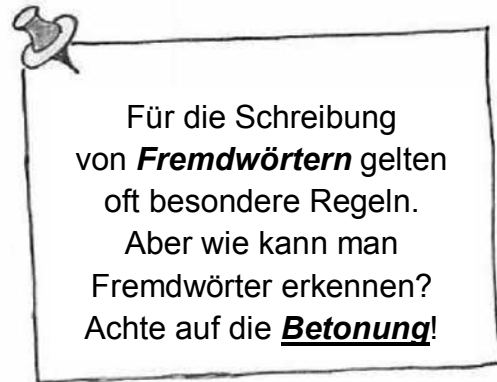 Für die Schreibung
von Fremdwörtern gelten
oft besondere Regeln.
Aber wie kann man
Fremdwörter erkennen?
Achte auf die Betonung!